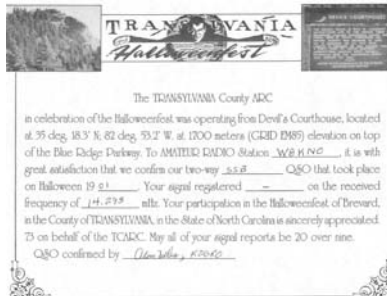 TRANSYLVANIA
Halloweenfest
The TRANSYLVANIA County ARC
in celebration of the Halloweenfest was operating from Devil's Courthouse, located
at 35 deg. 18.3' N; 82 deg. 53.2' W. at 1700 meters (GRID EM85) elevation on top
of the Blue Ridge Parkway. To AMATEUR RADIO Station W8KNO, it is with
great satisfaction that we confirm our two-way SSB QSO that took place
on Halloween 19 01. Your signal registered – on the received
frequency of 14.273 mHz. Your participation in the Halloweenfest of Brevard,
in the County of TRANSYLVANIA, in the State of North Carolina is sincerely appreciated.
73 on behalf of the TCARC. May all of your signal reports be 20 over nine.
QSO confirmed by